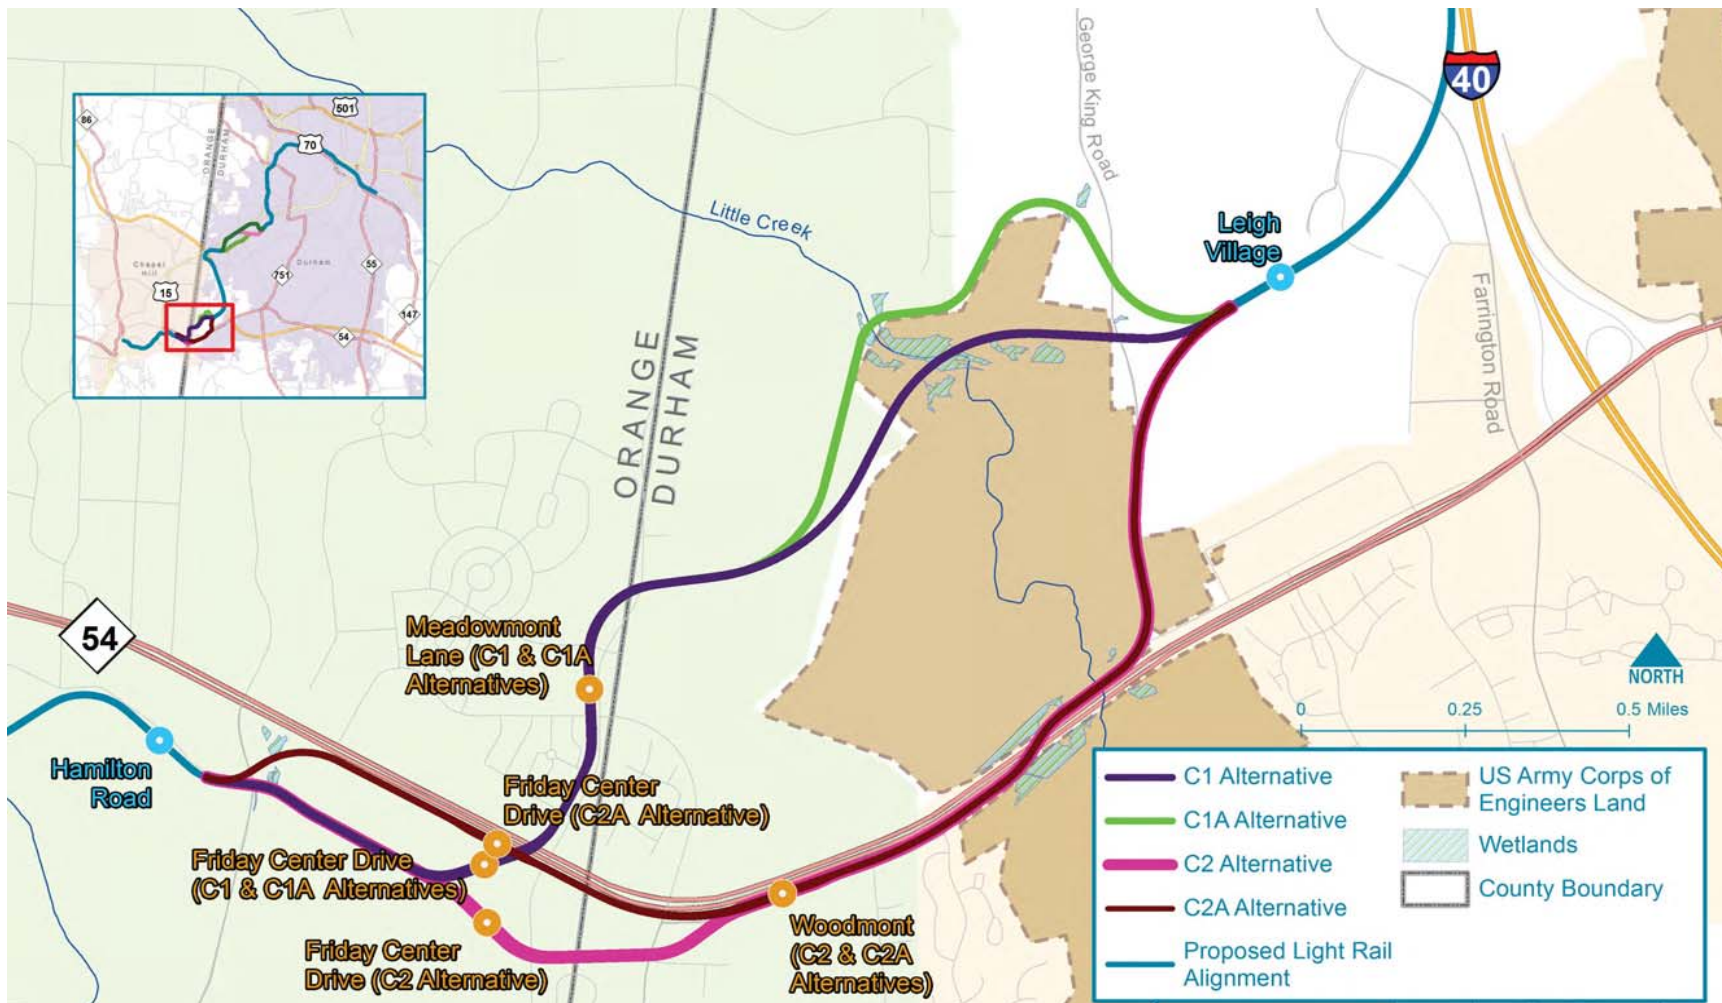 George King Road
40
501
86
ORANGE
DURHAM
70
Little Creek
Leigh
Village
Chapel
Hill
Durham
751
55
15
147
54
Farrington Road
ORANGE
DURHAM
Meadowmont
Lane (C1 & C1A
Alternatives)
54
NORTH
0
0.25
0.5 Miles
Hamilton
Road
Friday Center
Drive (C2A Alternative)
Friday Center Drive
(C1 & C1A Alternatives)
Friday Center
Drive (C2 Alternative)
Woodmont
(C2 & C2A
Alternatives)
C1 Alternative
C1A Alternative
C2 Alternative
C2A Alternative
Proposed Light Rail
Alignment
US Army Corps of
Engineers Land
Wetlands
County Boundary